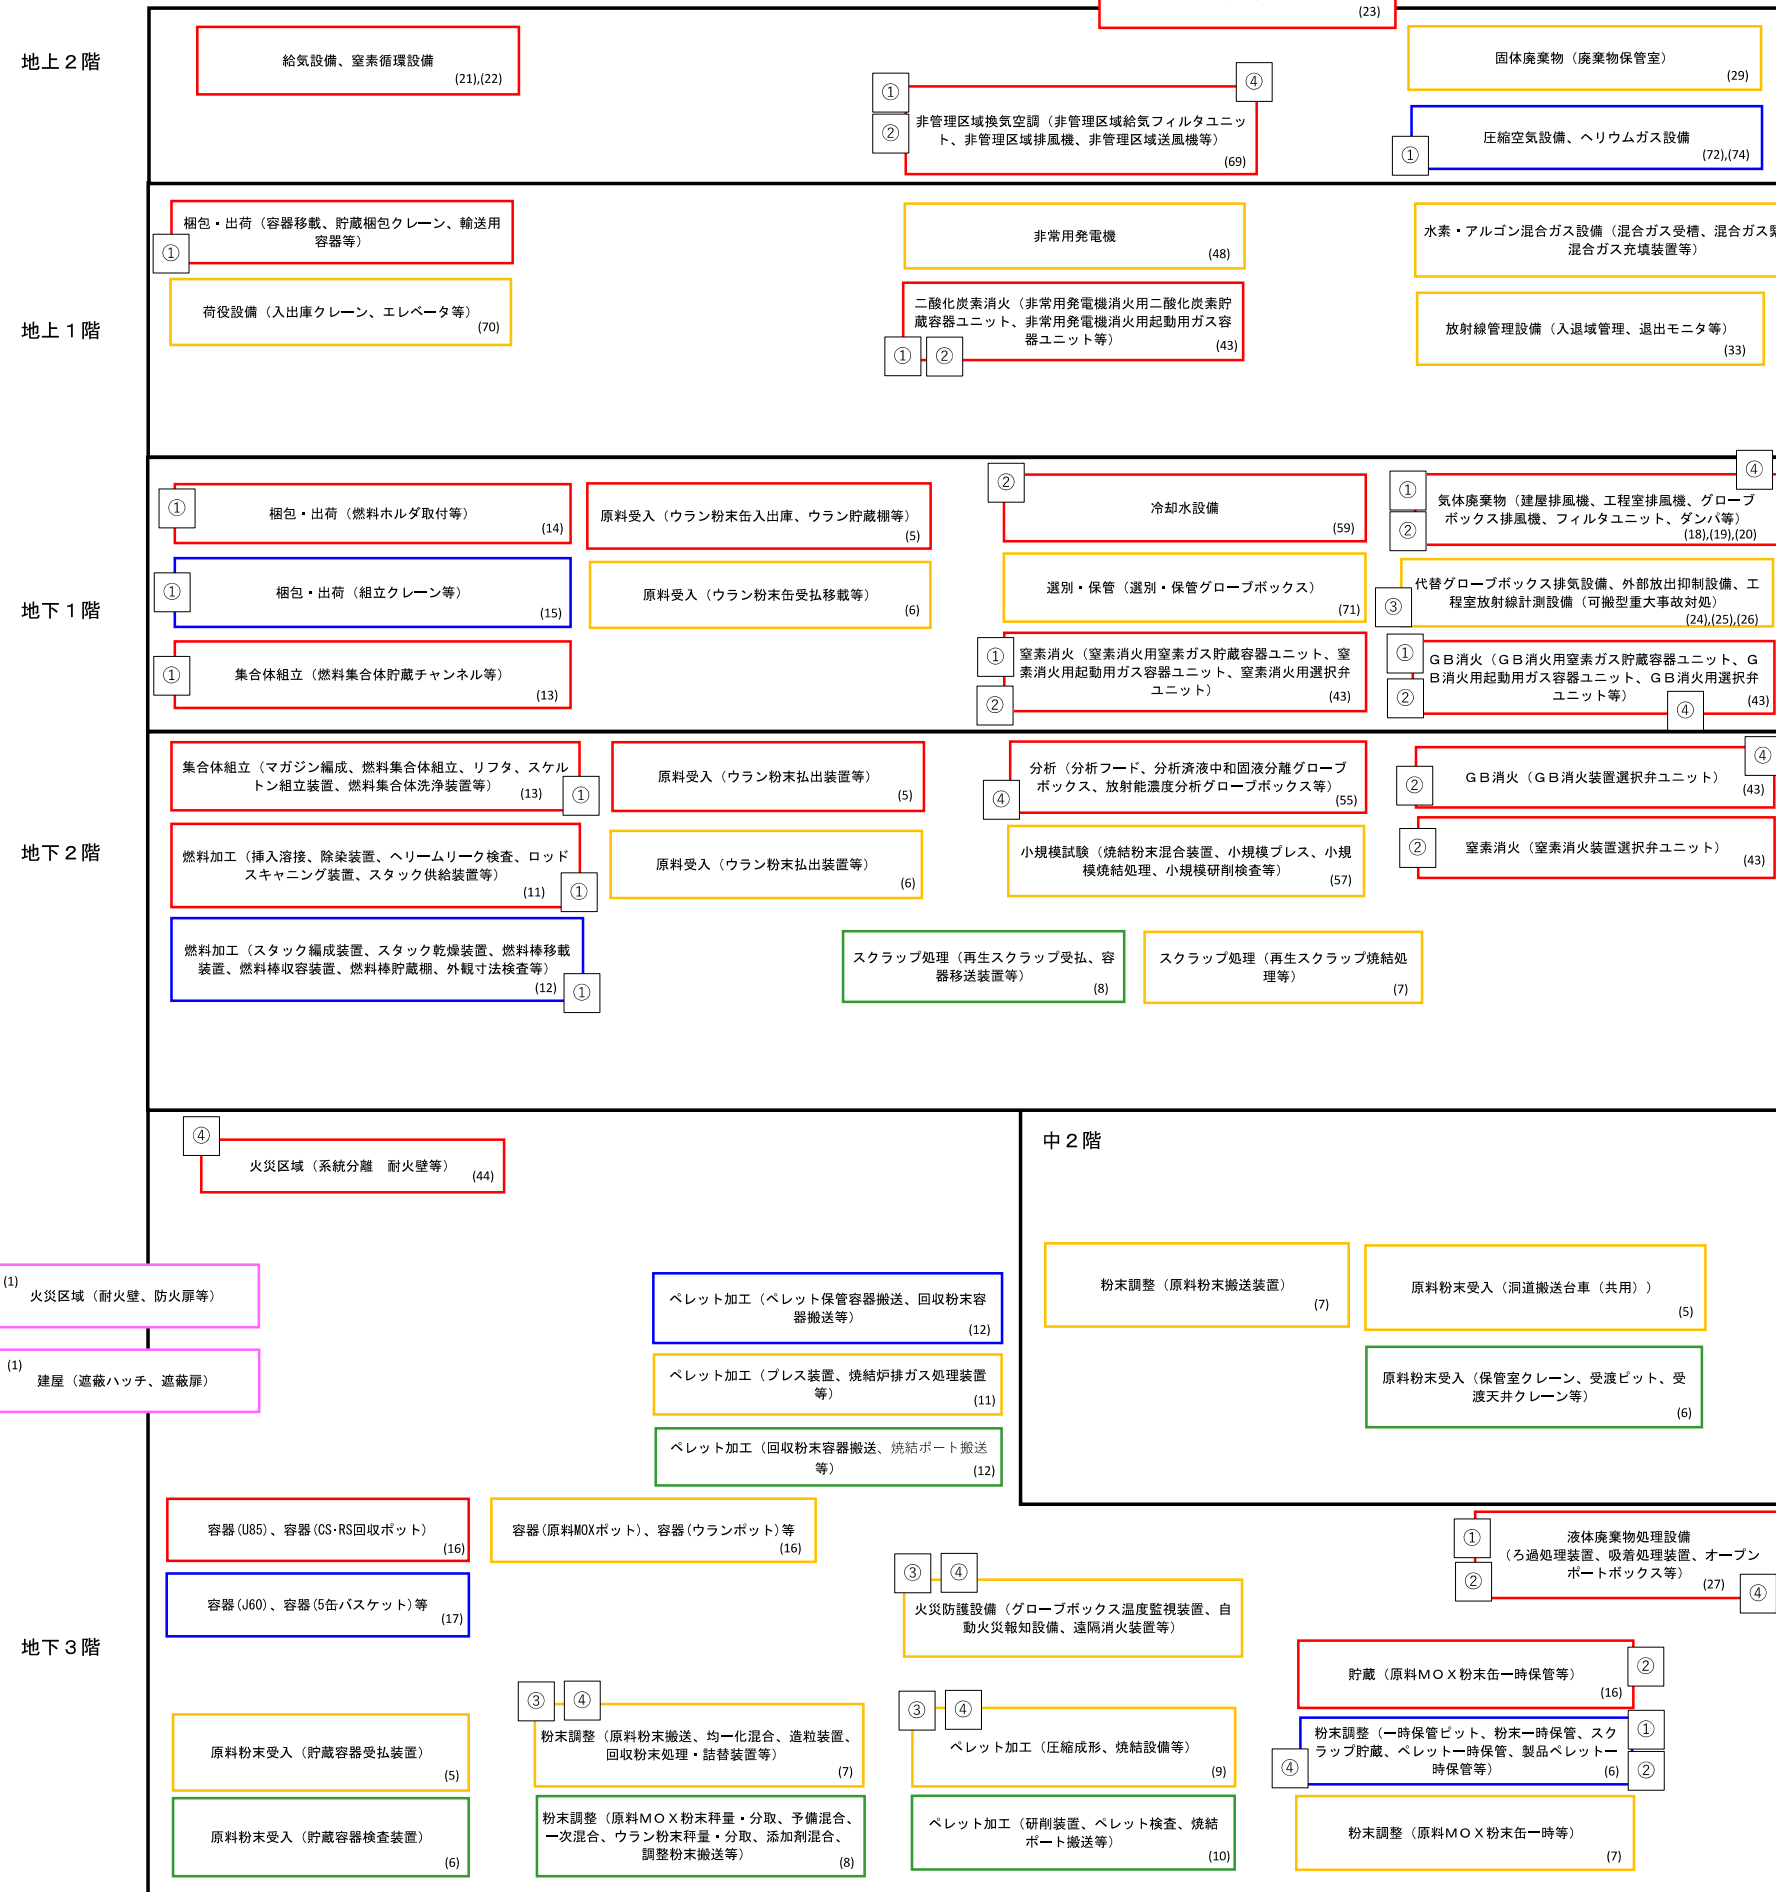 (23)
地上２階
給気設備、窒素循環設備
(21),(22)
①
②
④
非管理区域換気空調（非管理区域給気フィルタユニッ
ト、非管理区域排風機、非管理区域送風機等）
(69)
固体廃棄物（廃棄物保管室）
(29)
①
圧縮空気設備、ヘリウムガス設備
(72),(74)
地上１階
①
梱包・出荷（容器移載、貯蔵梱包クレーン、輸送用
容器等）
荷役設備（入出庫クレーン、エレベータ等）
(70)
非常用発電機
(48)
二酸化炭素消火（非常用発電機消火用二酸化炭素貯
蔵容器ユニット、非常用発電機消火用起動用ガス容
器ユニット等）
(43)
①
②
水素・アルゴン混合ガス設備（混合ガス受槽、混合ガス
混合ガス充填装置等）
放射線管理設備（入退域管理、退出モニタ等）
(33)
地下１階
①
梱包・出荷（燃料ホルダ取付等）
(14)
①
梱包・出荷（組立クレーン等）
(15)
①
集合体組立（燃料集合体貯蔵チャンネル等）
(13)
原料受入（ウラン粉末缶入出庫、ウラン貯蔵棚等）
(5)
原料受入（ウラン粉末缶受払移載等）
(6)
②
冷却水設備
(59)
選別・保管（選別・保管グローブボックス）
(71)
①
②
窒素消火（窒素消火用窒素ガス貯蔵容器ユニット、窒
素消火用起動用ガス容器ユニット、窒素消火用選択弁
ユニット）
(43)
①
②
④
気体廃棄物（建屋排風機、工程室排風機、グローブ
ボックス排風機、フィルタユニット、ダンパ等）
(18),(19),(20)
③
代替グローブボックス排気設備、外部放出抑制設備、工
程室放射線計測設備（可搬型重大事故対処）
(24),(25),(26)
①
②
ＧＢ消火（ＧＢ消火用窒素ガス貯蔵容器ユニット、Ｇ
Ｂ消火用起動用ガス容器ユニット、ＧＢ消火用選択弁
ユニット等）
(43)
④
地下２階
集合体組立（マガジン編成、燃料集合体組立、リフタ、スケル
トン組立装置、燃料集合体洗浄装置等）
(13)
①
燃料加工（挿入溶接、除染装置、ヘリームリーク検査、ロッド
スキャニング装置、スタック供給装置等）
(11)
①
燃料加工（スタック編成装置、スタック乾燥装置、燃料棒移載
装置、燃料棒収容装置、燃料棒貯蔵棚、外観寸法検査等）
(12)
①
原料受入（ウラン粉末払出装置等）
(5)
原料受入（ウラン粉末払出装置等）
(6)
④
分析（分析フード、分析済液中和固液分離グローブ
ボックス、放射能濃度分析グローブボックス等）
(55)
小規模試験（焼結粉末混合装置、小規模プレス、小規
模焼結処理、小規模研削検査等）
(57)
②
④
ＧＢ消火（ＧＢ消火装置選択弁ユニット）
(43)
②
窒素消火（窒素消火装置選択弁ユニット）
(43)
スクラップ処理（再生スクラップ受払、容
器移送装置等）
(8)
スクラップ処理（再生スクラップ焼結処
理等）
(7)
④
火災区域（系統分離　耐火壁等）
(44)
中２階
(1)
火災区域（耐火壁、防火扉等）
(1)
建屋（遮蔽ハッチ、遮蔽扉）
ペレット加工（ペレット保管容器搬送、回収粉末容
器搬送等）
(12)
ペレット加工（プレス装置、焼結炉排ガス処理装置
等）
(11)
ペレット加工（回収粉末容器搬送、焼結ポート搬送
等）
(12)
粉末調整（原料粉末搬送装置）
(7)
原料粉末受入（洞道搬送台車（共用））
(5)
原料粉末受入（保管室クレーン、受渡ピット、受
渡天井クレーン等）
(6)
地下３階
容器(U85)、容器(CS･RS回収ポット)
(16)
容器(原料MOXポット)、容器(ウランポット)等
(16)
容器(J60)、容器(5缶バスケット)等
(17)
③
④
火災防護設備（グローブボックス温度監視装置、自
動火災報知設備、遠隔消火装置等）
①
②
液体廃棄物処理設備
（ろ過処理装置、吸着処理装置、オープン
ポートボックス等）
(27)
④
貯蔵（原料ＭＯＸ粉末缶一時保管等）
(16)
②
原料粉末受入（貯蔵容器受払装置）
(5)
原料粉末受入（貯蔵容器検査装置）
(6)
③
④
粉末調整（原料粉末搬送、均一化混合、造粒装置、
回収粉末処理・詰替装置等）
(7)
粉末調整（原料ＭＯＸ粉末秤量・分取、予備混合、
一次混合、ウラン粉末秤量・分取、添加剤混合、
調整粉末搬送等）
(8)
③
④
ペレット加工（圧縮成形、焼結設備等）
(9)
ペレット加工（研削装置、ペレット検査、焼結
ポート搬送等）
(10)
④
粉末調整（一時保管ピット、粉末一時保管、スク
ラップ貯蔵、ペレット一時保管、製品ペレット一
時保管等）
(6)
①
②
粉末調整（原料ＭＯＸ粉末缶一時等）
(7)